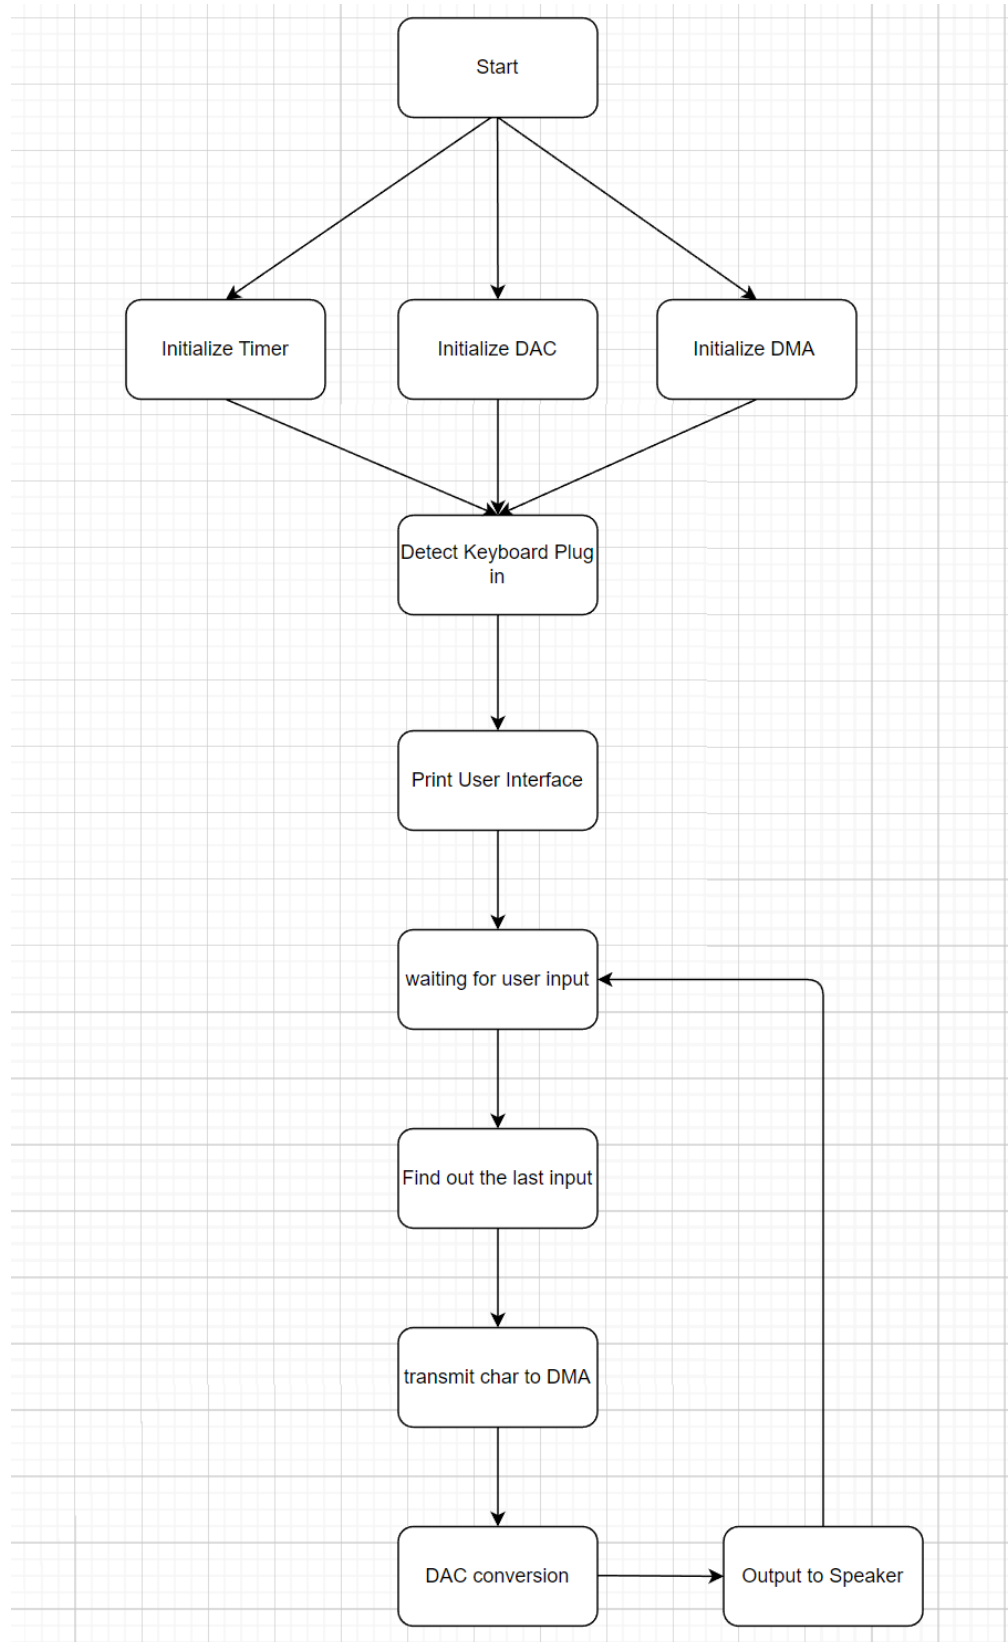 Start
Initialize Timer
Initialize DAC
Initialize DMA
Detect Keyboard Plug
in
Print User Interface
waiting for user input
Find out the last input
transmit char to DMA
DAC conversion
Output to Speaker